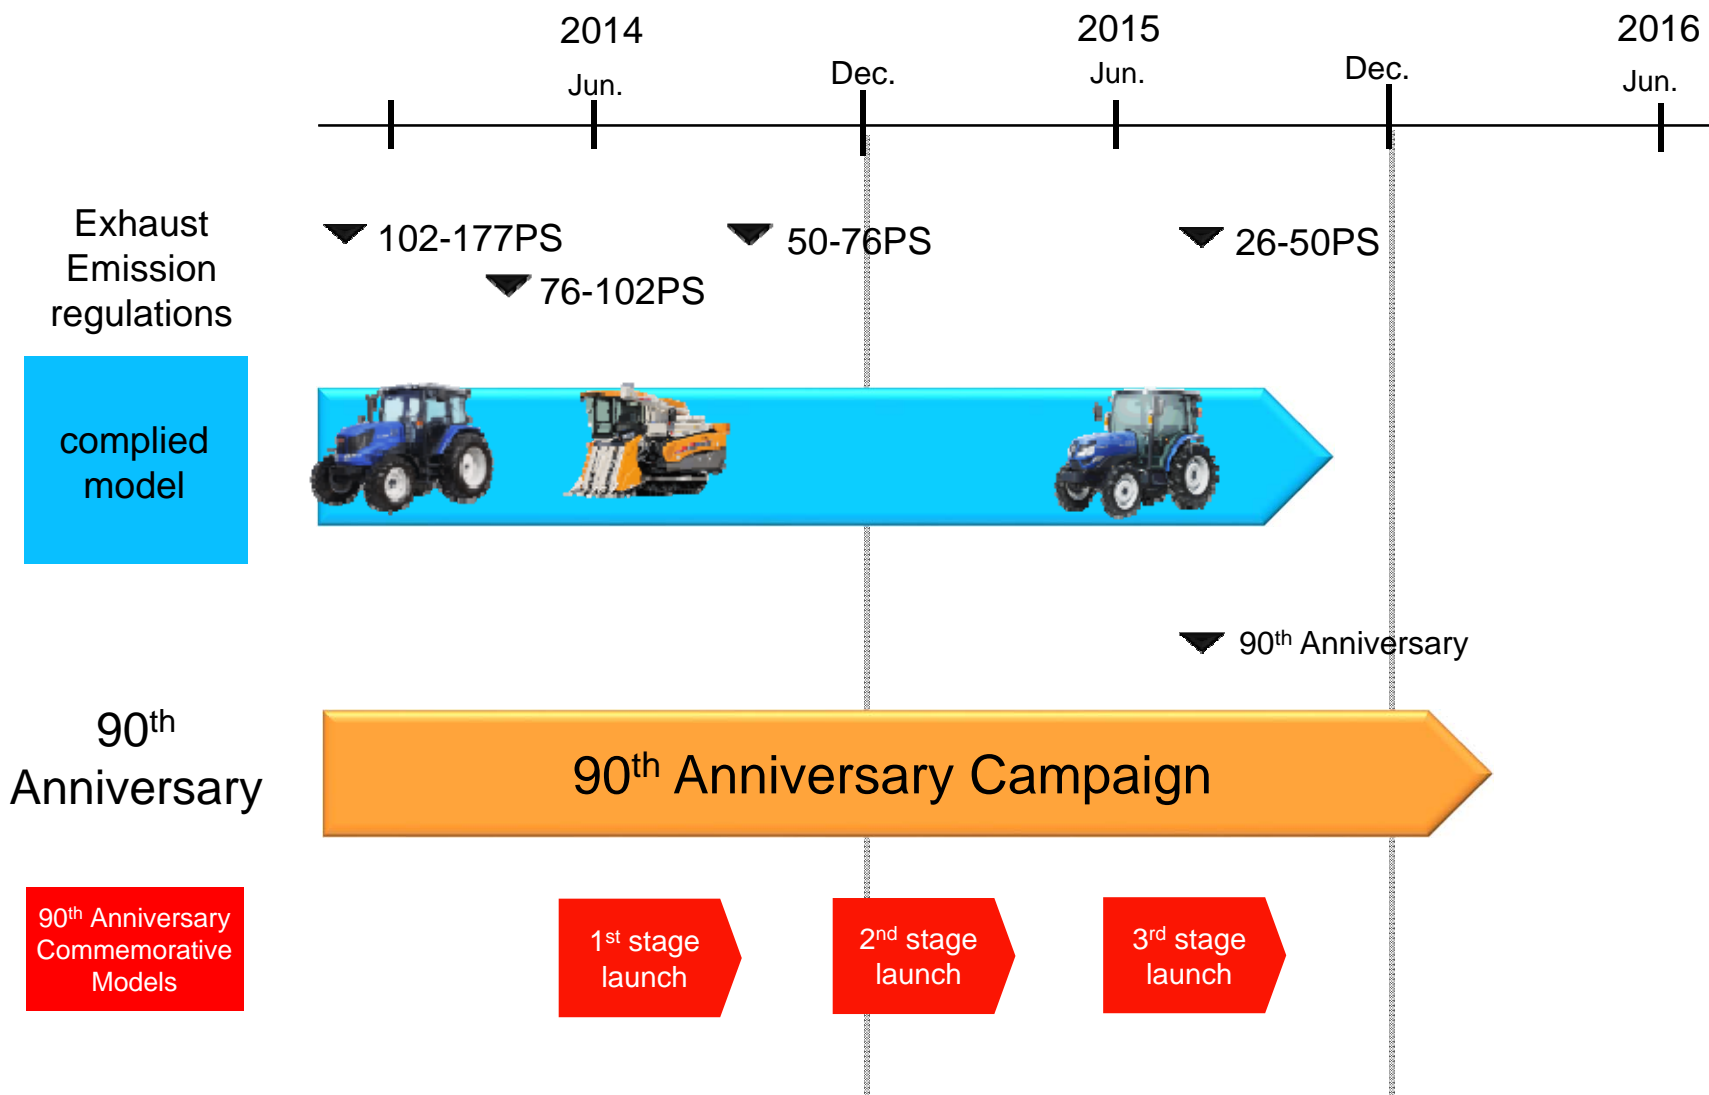 2014
2015
2016
Jun.
Dec.
Jun.
Dec.
Jun.
Exhaust
Emission
regulations
102-177PS
76-102PS
50-76PS
26-50PS
complied
model
90th Anniversary
90th
Anniversary
90th Anniversary Campaign
90th Anniversary
Commemorative
Models
1st stage
launch
2nd stage
launch
3rd stage
launch